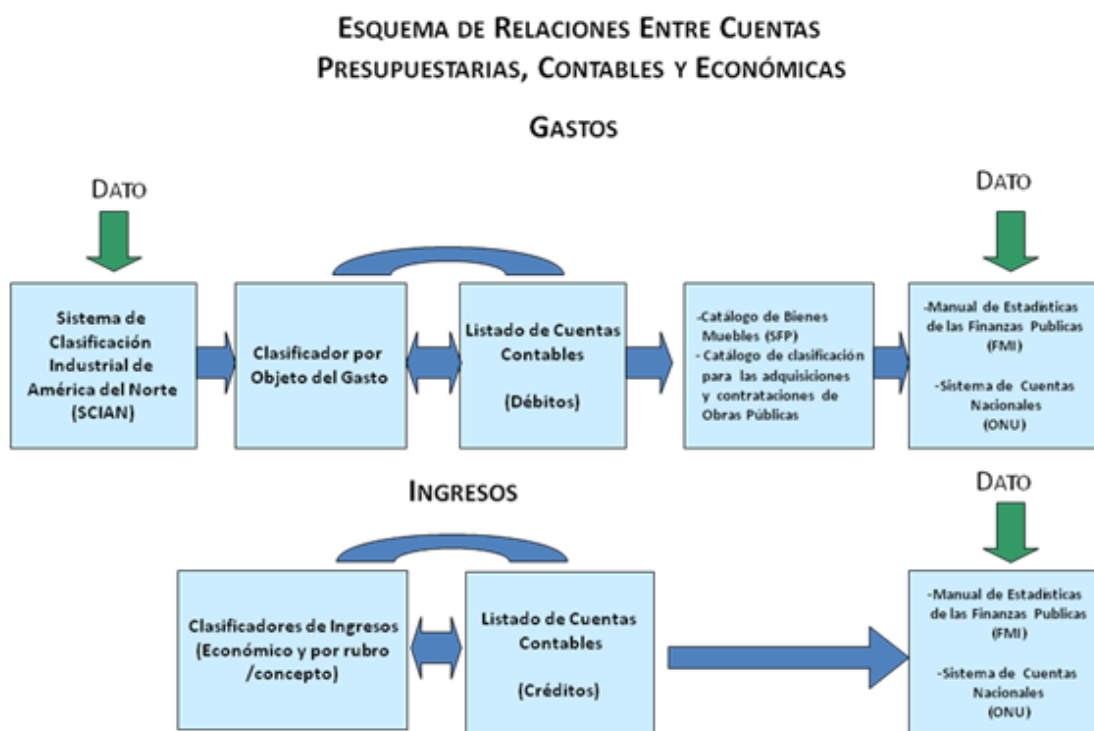 ESQUEMA DE RELACIONES ENTRE CUENTAS
PRESUPUESTARIAS, CONTABLES Y ECONÓMICAS
GASTOS
DATO
DATO
Sistema de
Clasificación
Industrial de
América del Norte
(SCIAN)
Clasificador por
Objeto del Gasto
Listado de Cuentas
Contables
(Débitos)
-Catálogo de Bienes
Muebles (SFP)
- Catálogo de clasificación
para las adquisiciones
y contrataciones de
Obras Públicas
-Manual de Estadísticas
de las Finanzas Publicas
(FMI)
-Sistema de Cuentas
Nacionales
(ONU)
INGRESOS
DATO
Clasificadores de Ingresos
(Económico y por rubro
/concepto)
Listado de Cuentas
Contables
(Créditos)
-Manual de Estadísticas
de las Finanzas Publicas
(FMI)
-Sistema de Cuentas
Nacionales
(ONU)